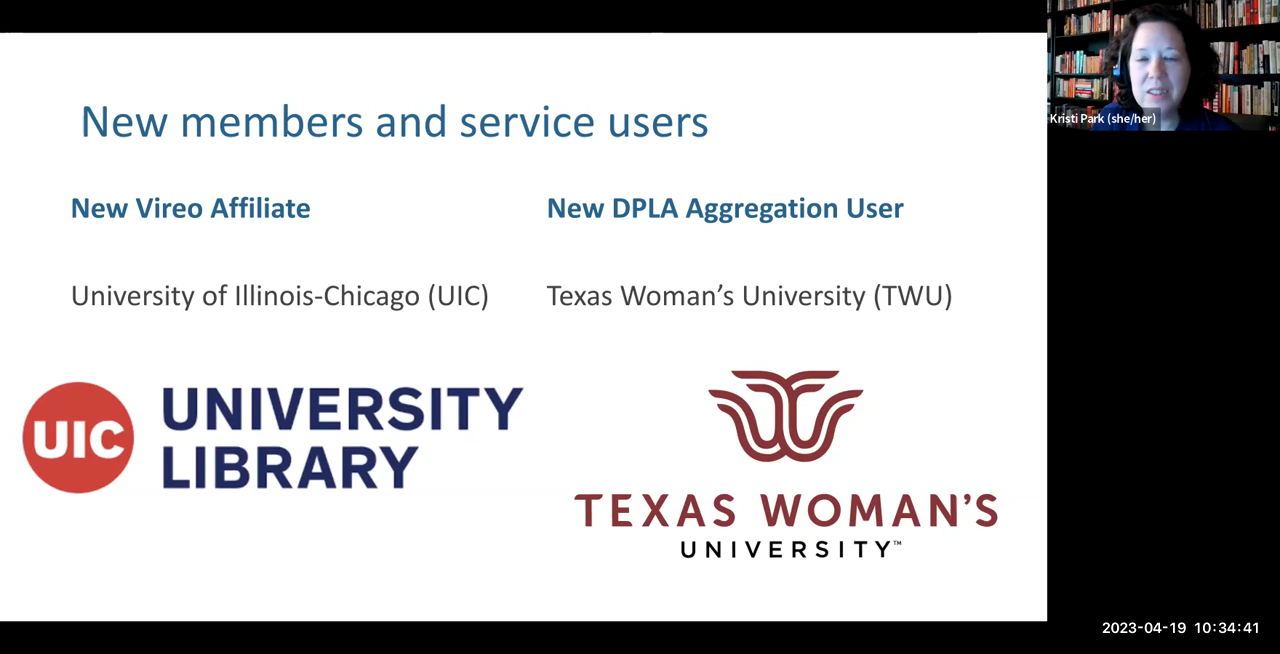 New members and service users
New Vireo Affiliate
New DPLA Aggregation User
University of Illinois-Chicago (UIC)
Texas Woman’s University (TWU)
UIC
UNIVERSITY
LIBRARY
TEXAS WOMAN’S
UNIVERSITY™
Kristi Park (she/her)
2023-04-19 10:34:41